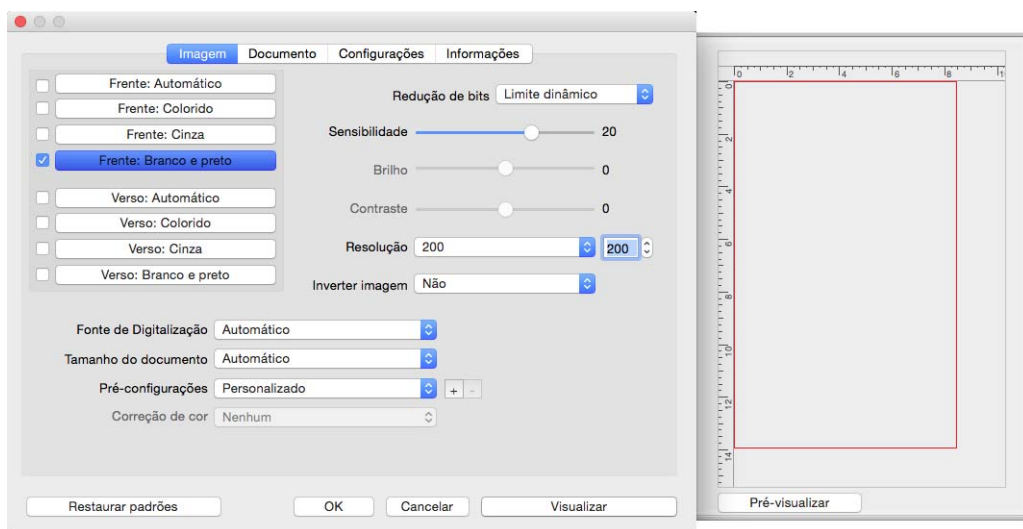 Imagem Documento Configurações Informações
Frente: Automático
Frente: Colorido
Frente: Cinza
Frente: Branco e preto
Verso: Automático
Verso: Colorido
Verso: Cinza
Verso: Branco e preto
Redução de bits Limite dinâmico
Sensibilidade 20
Brilho 0
Contraste 0
Resolução 200 200
Inverter imagem Não
Fonte de Digitalização Automático
Tamanho do documento Automático
Pré-configurações Personalizado + -
Correção de cor Nenhum
Restaurar padrões OK Cancelar Visualizar
0 2 4 6 8 1
0
2
4
6
8
10
12
14
Pré-visualizar